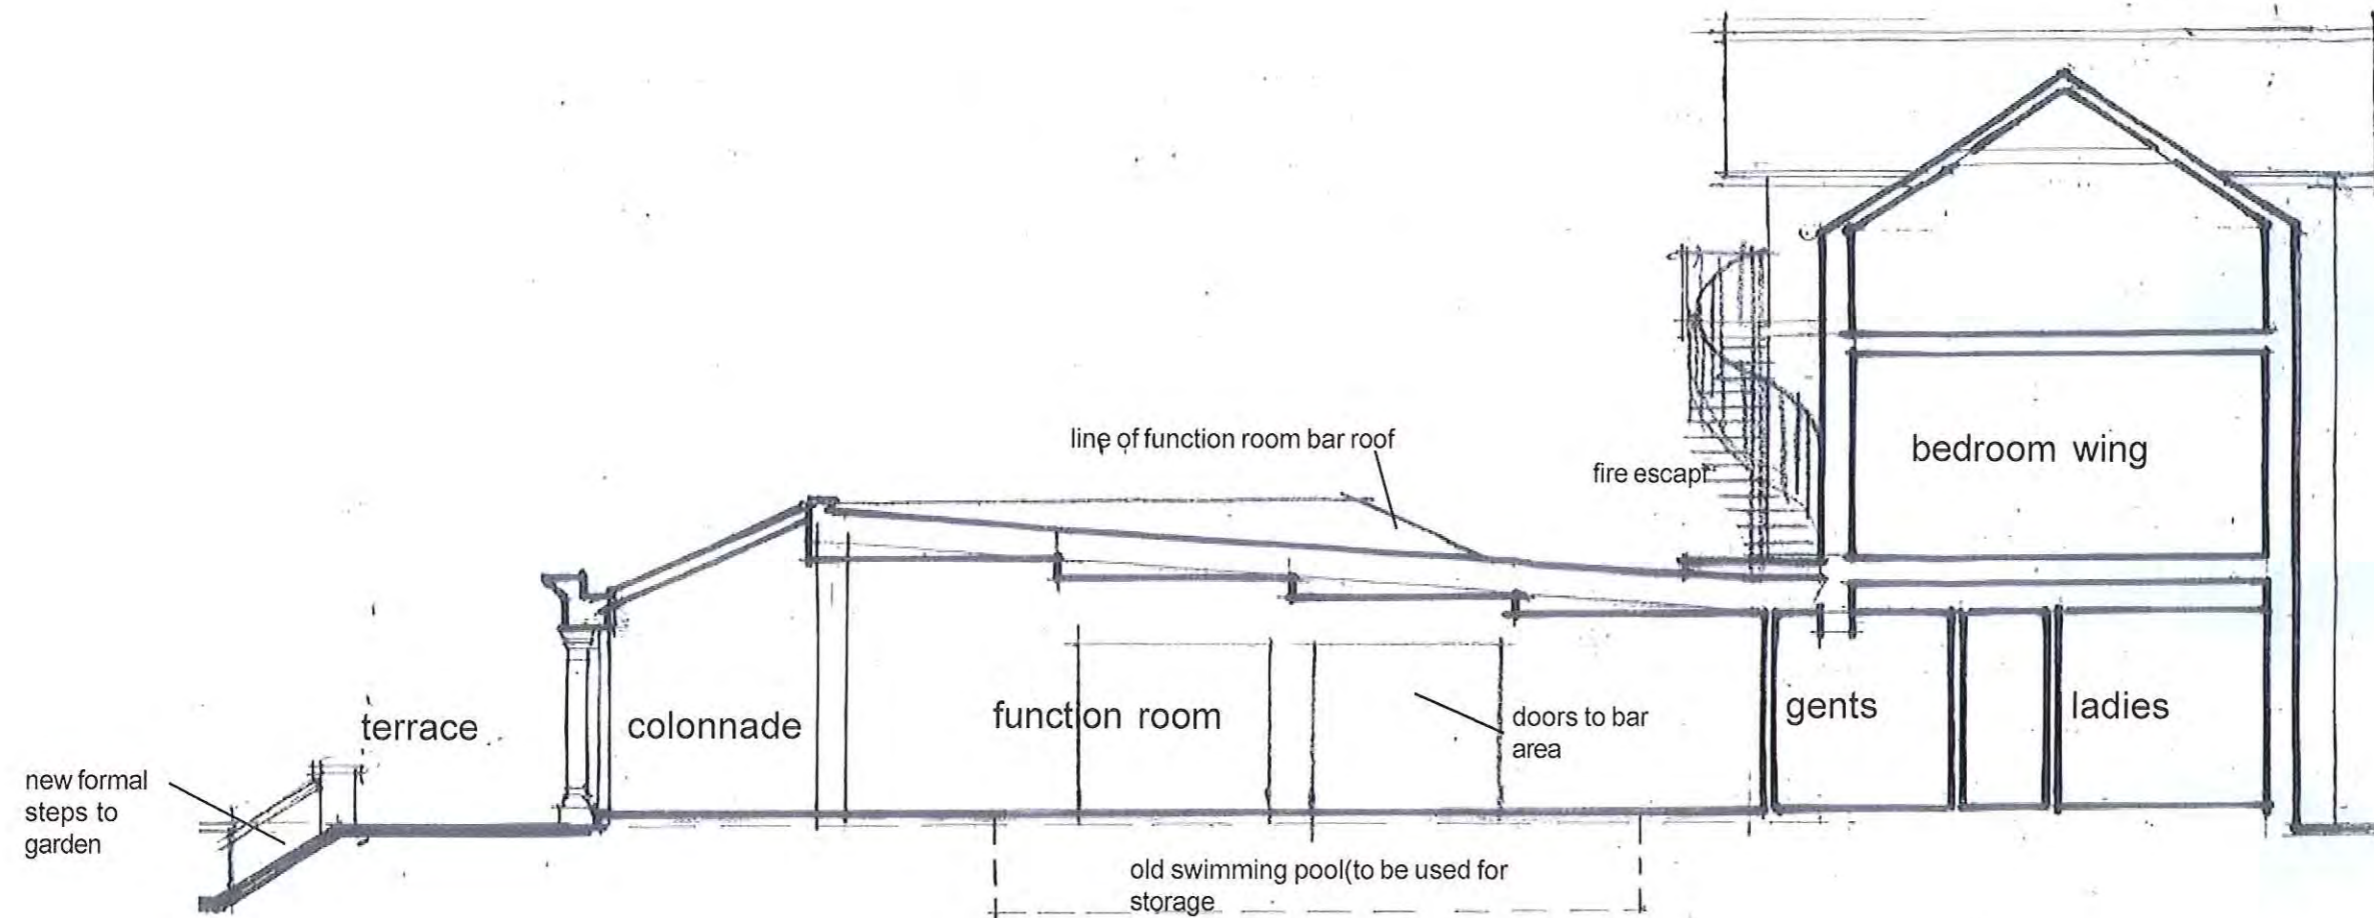 line of function room bar roof
fire escap
bedroom wing
terrace
colonnade
function room
doors to bar
area
gents
ladies
new formal
steps to
garden
old swimming pool(to be used for
storage